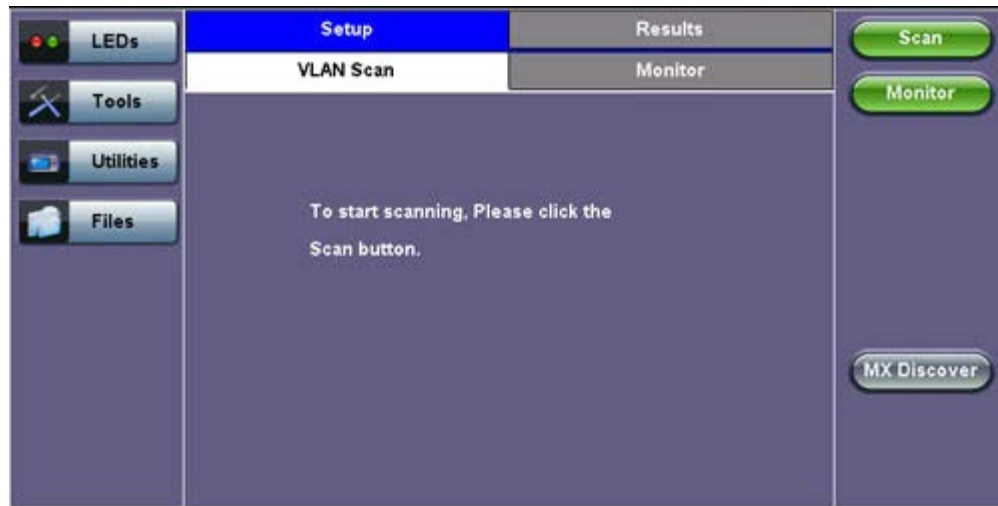 LEDs
Tools
Utilities
Files
Setup
Results
VLAN Scan
Monitor
To start scanning, Please click the
Scan button.
Scan
Monitor
MX Discover